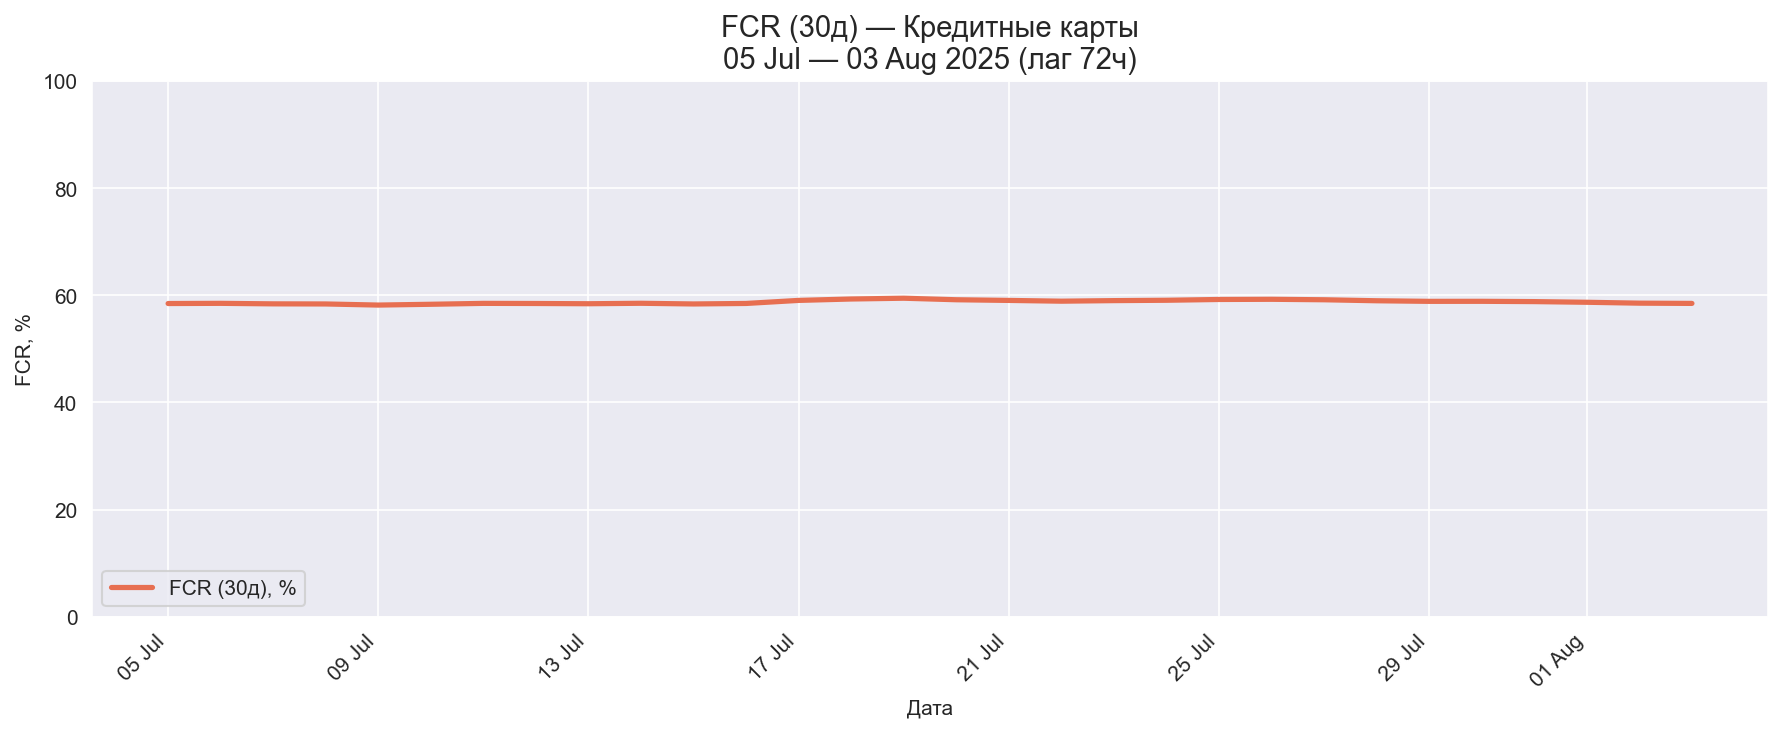 FCR (30д) — Кредитные карты
05 Jul — 03 Aug 2025 (лаг 72ч)
100
80
60
40
20
0
FCR, %
FCR (30д), %
05 Jul
09 Jul
13 Jul
17 Jul
21 Jul
25 Jul
29 Jul
01 Aug
Дата